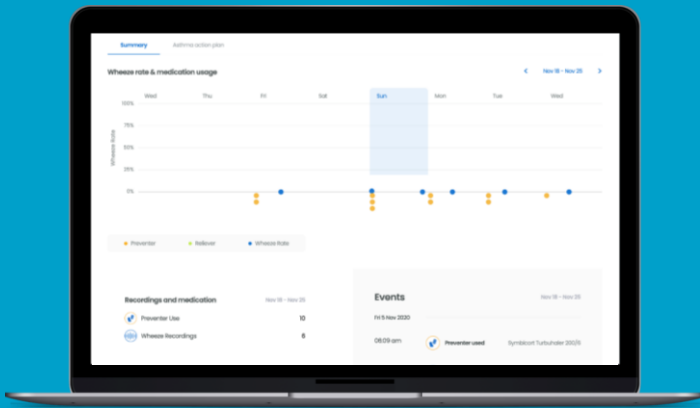 Summary Asthma action plan
Wheeze rate & medication usage < Nov 18 - Nov 25 >
Wed Thu Fri Sat Sun Mon Tue Wed
100%
75%
50%
25%
0%
Wheeze Rate
Preventer Reliever Wheeze Rate
Recordings and medication Nov 18 - Nov 25
Preventer Use 10
Wheeze Recordings 6
Events Nov 18 - Nov 25
Fri 5 Nov 2020
08.09 am Preventer used Symbicort Turbuhaler